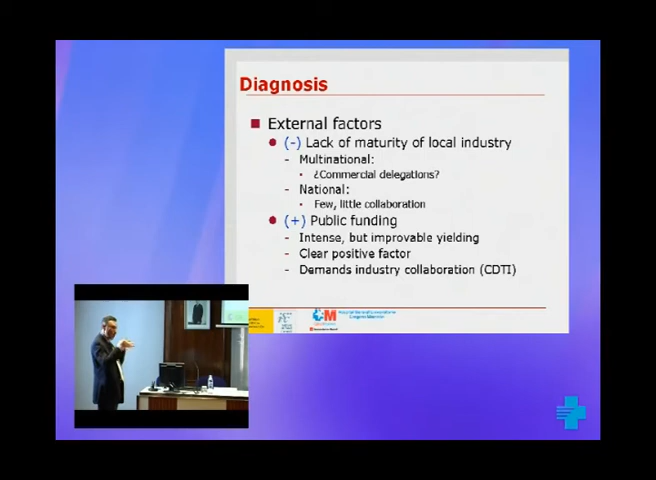 Diagnosis
External factors
(-) Lack of maturity of local industry
- Multinational:
¿Commercial delegations?
- National:
Few, little collaboration
(+) Public funding
- Intense, but improvable yielding
- Clear positive factor
- Demands industry collaboration (CDTI)
M